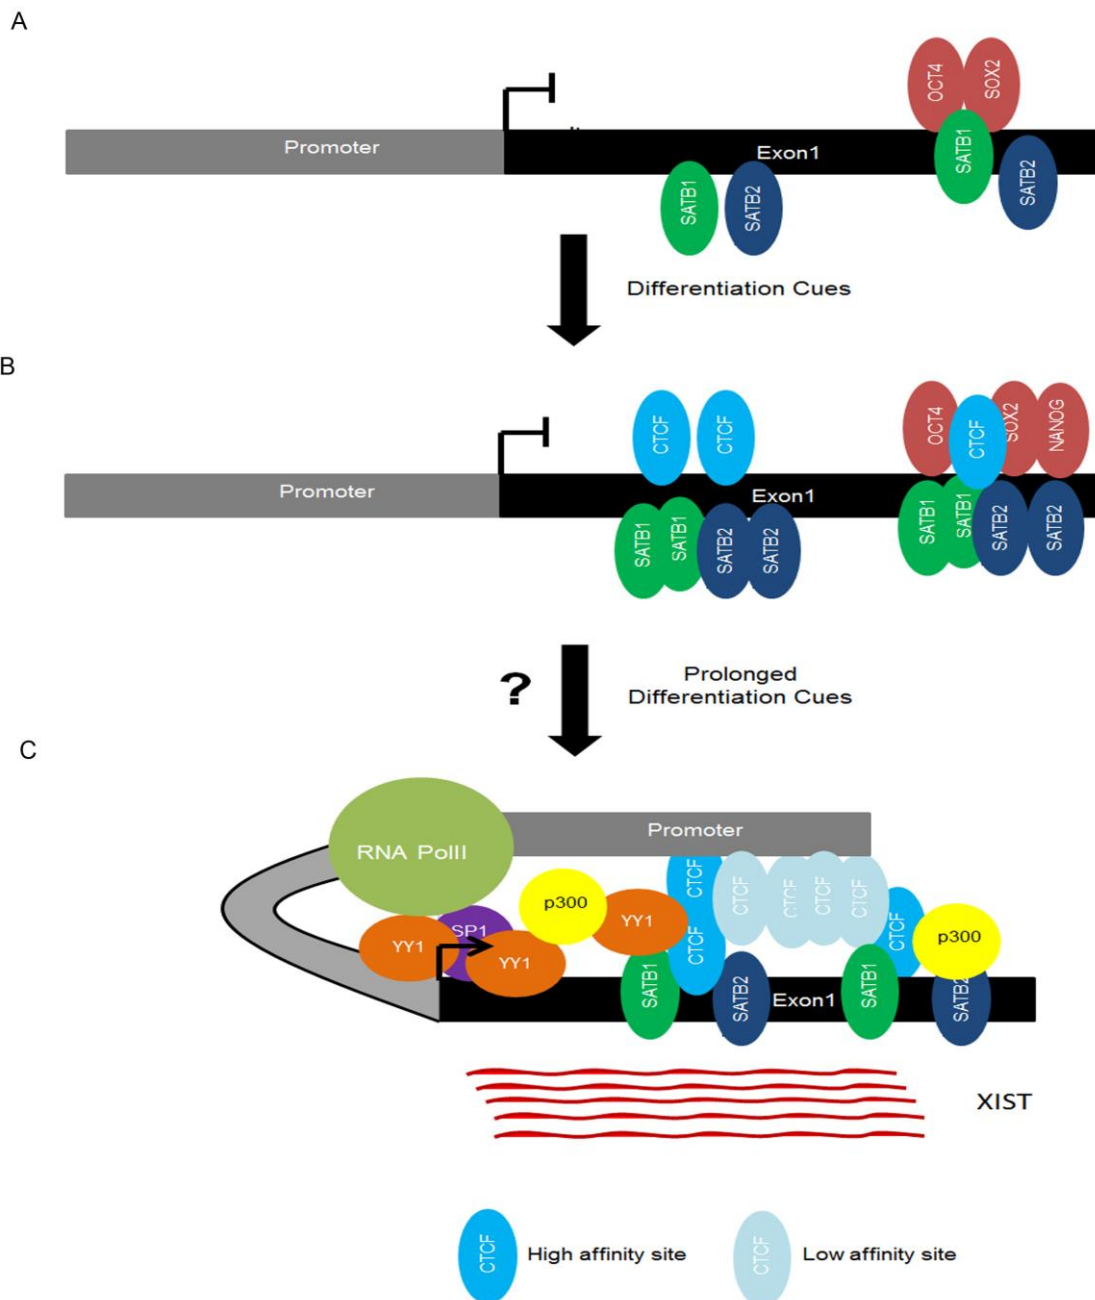 A
OCT4
SOX2
Promoter
Exon1
SATB1
SATB2
SATB1
SATB2
Differentiation Cues
B
CTCF
CTCF
OCT4
CTCF
SOX2
NANOG
Promoter
Exon1
SATB1
SATB1
SATB2
SATB2
SATB1
SATB1
SATB2
SATB2
?
Prolonged
Differentiation Cues
C
Promoter
RNA PolII
CTCF
CTCF
CTCF
CTCF
CTCF
p300
YY1
CTCF
p300
YY1
SP1
YY1
CTCF
SATB1
SATB2
Exon1
SATB1
SATB2
XIST
CTCF
High affinity site
CTCF
Low affinity site